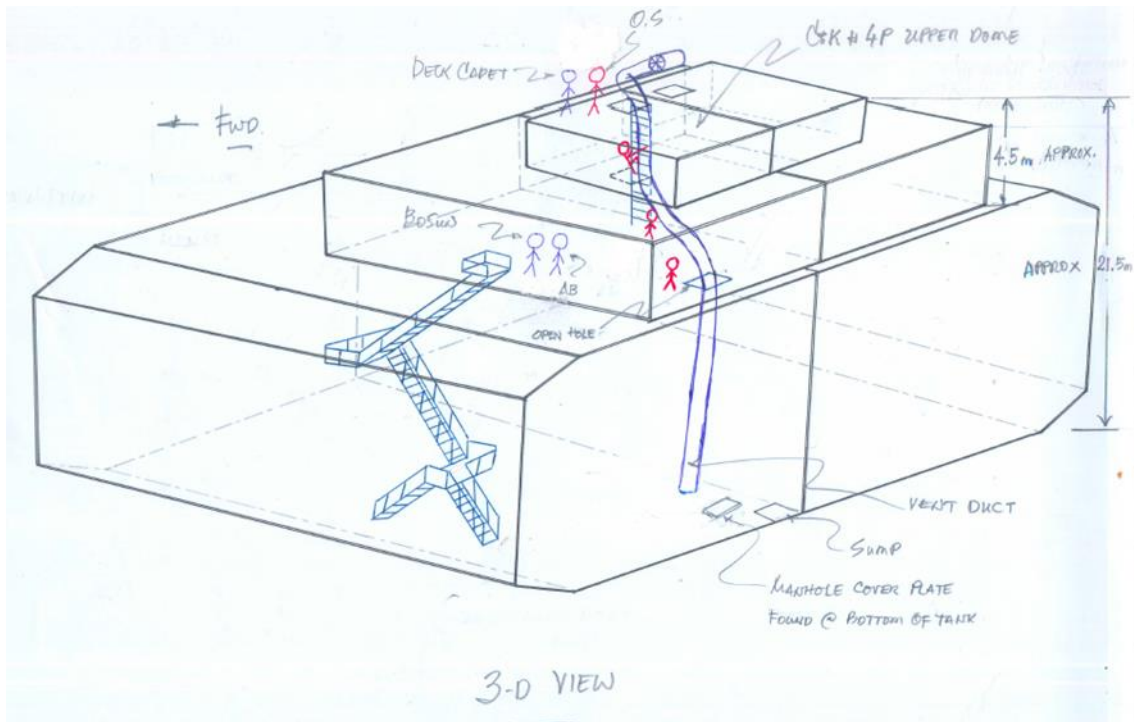 O.S
C&K # 4P UPPER DOME
DECK CADET
FWD.
4.5m APPROX.
BOSUN
AB
APPROX 21.5m
OPEN HOLE
VENT DUCT
SUMP
MANHOLE COVER PLATE
FOUND @ BOTTOM OF TANK
3-D VIEW